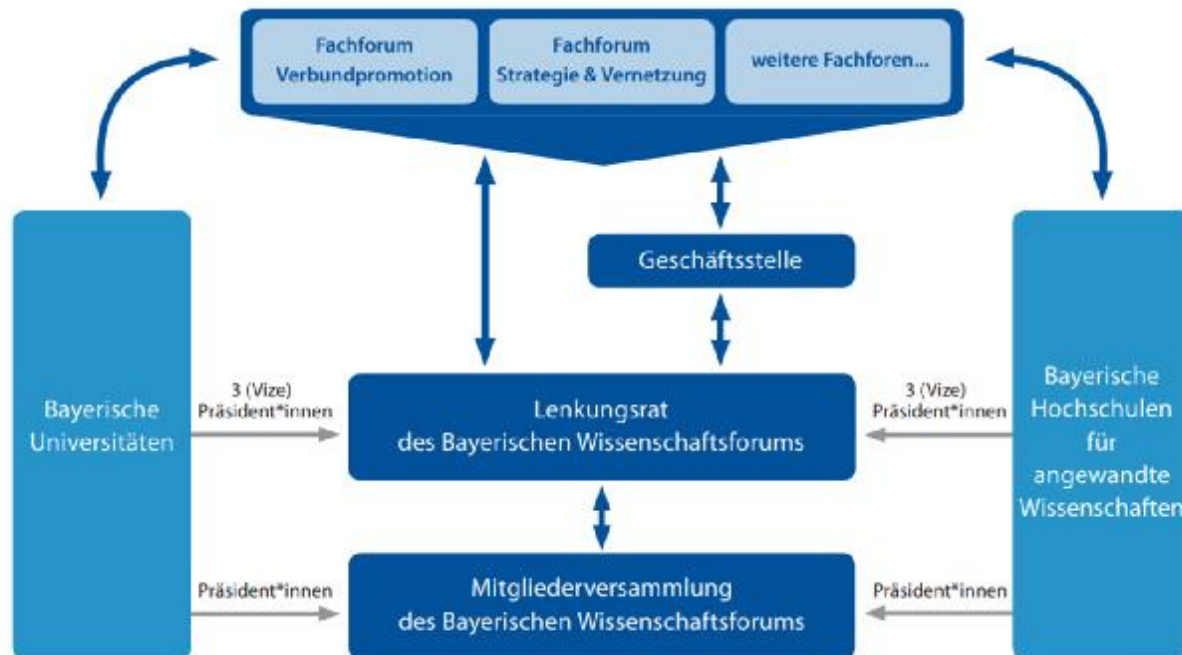 Fachforum
Verbundpromotion
Fachforum
Strategie & Vernetzung
weitere Fachforen...
Geschäftsstelle
Bayerische
Universitäten
3 (Vize)
Präsident*innen
Lenkungsrat
des Bayerischen Wissenschaftsforums
3 (Vize)
Präsident*innen
Bayerische
Hochschulen
für
angewandte
Wissenschaften
Präsident*innen
Mitgliederversammlung
des Bayerischen Wissenschaftsforums
Präsident*innen